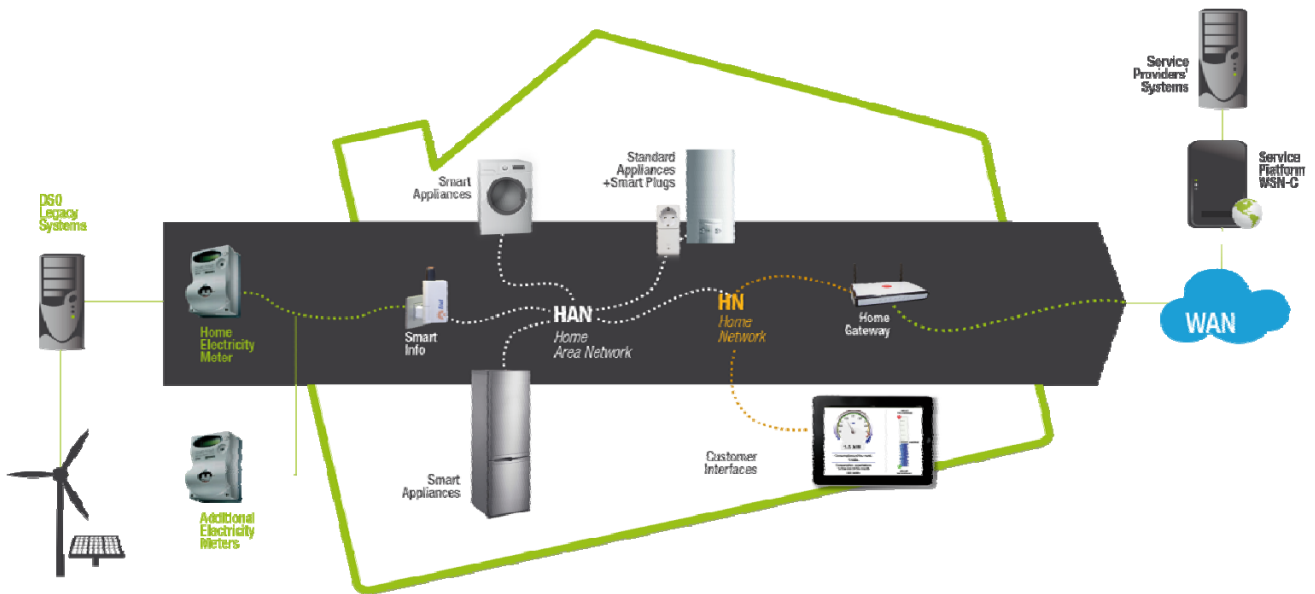 Service
Providers'
Systems
Standard
Appliances
+Smart Plugs
Smart
Appliances
Service
Platform
WSN-C
DSO
Legacy
Systems
HAN
Home
Area Network
HN
Home
Network
Home
Gateway
WAN
Home
Electricity
Meter
Smart
Info
Customer
Interfaces
Smart
Appliances
Additional
Electricity
Meters